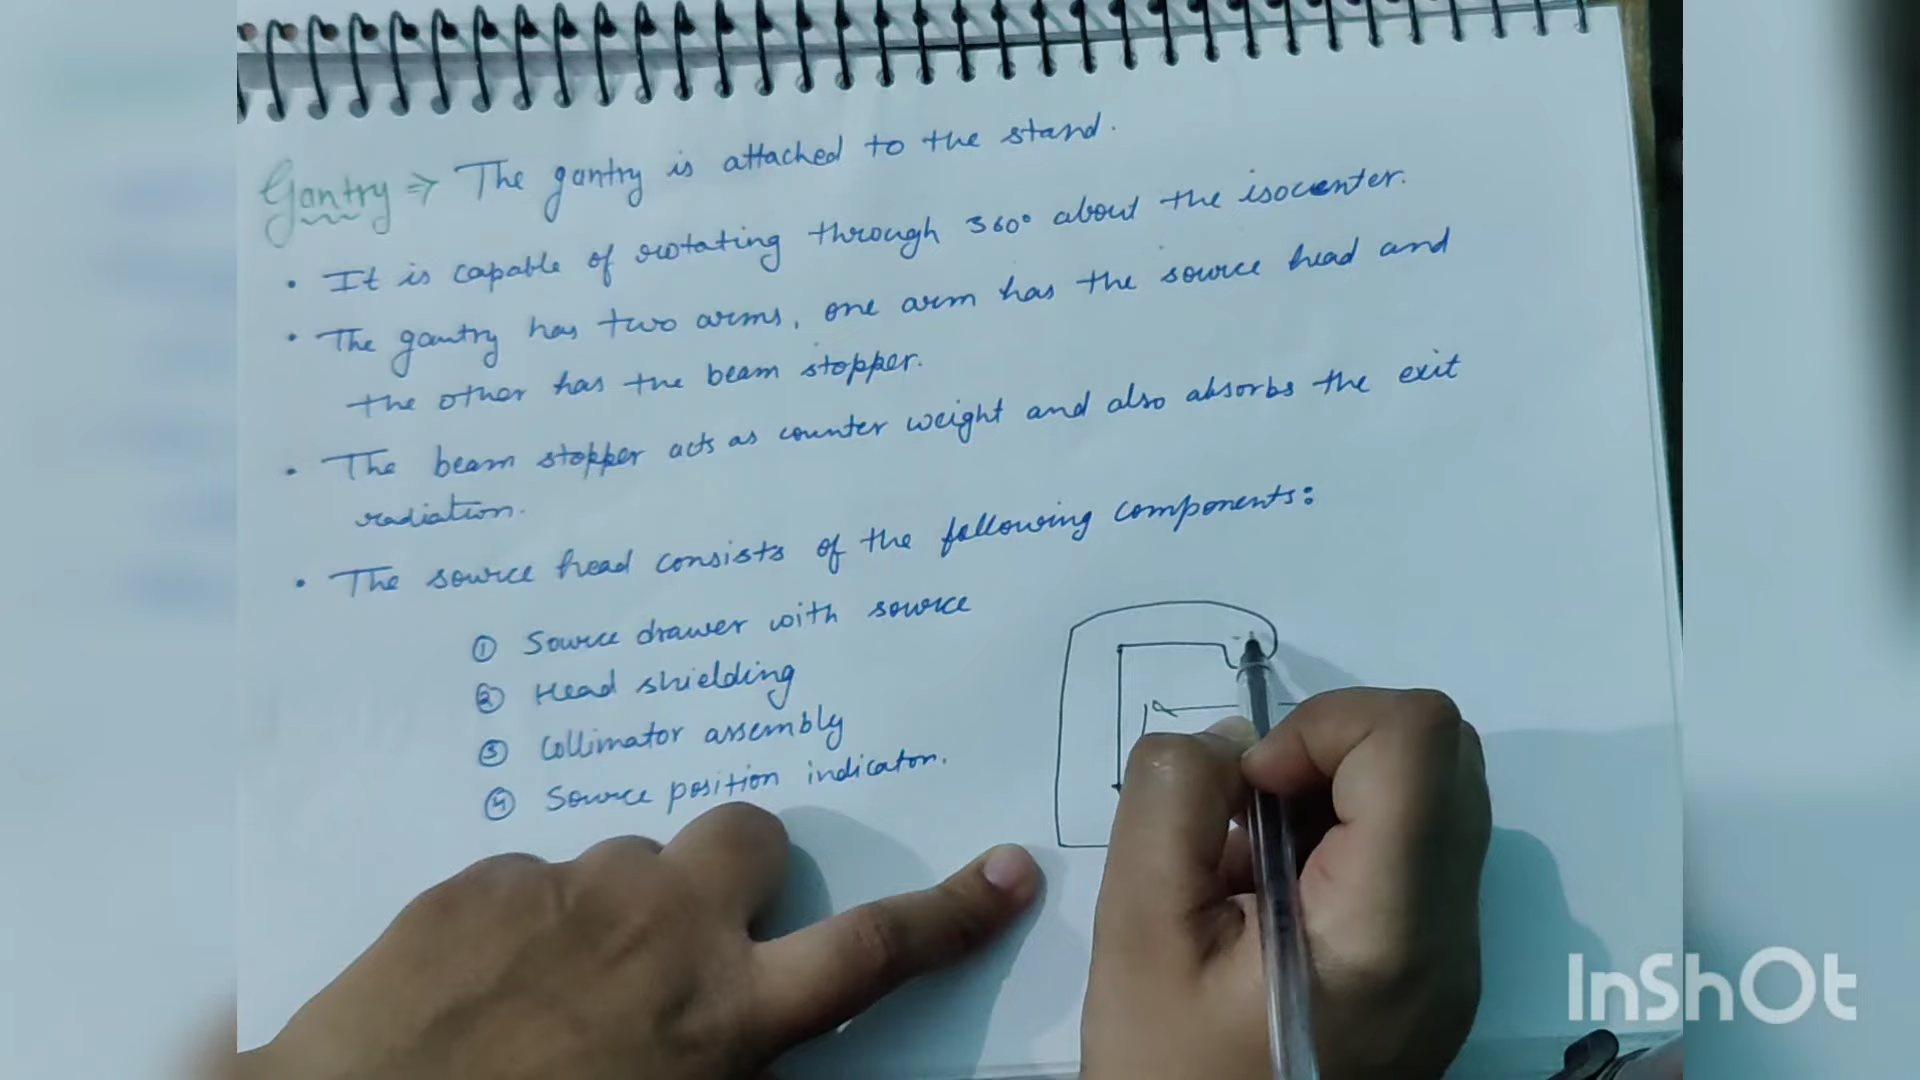 Gantry ⇒ The gantry is attached to the stand.
• It is capable of rotating through 360° about the isocenter.
• The gantry has two arms, one arm has the source head and
the other has the beam stopper.
• The beam stopper acts as counter weight and also absorbs the exit
radiation.
• The source head consists of the following components:
① Source drawer with source
② Head shielding
③ Collimator assembly
④ Source position indicator.
InShOt